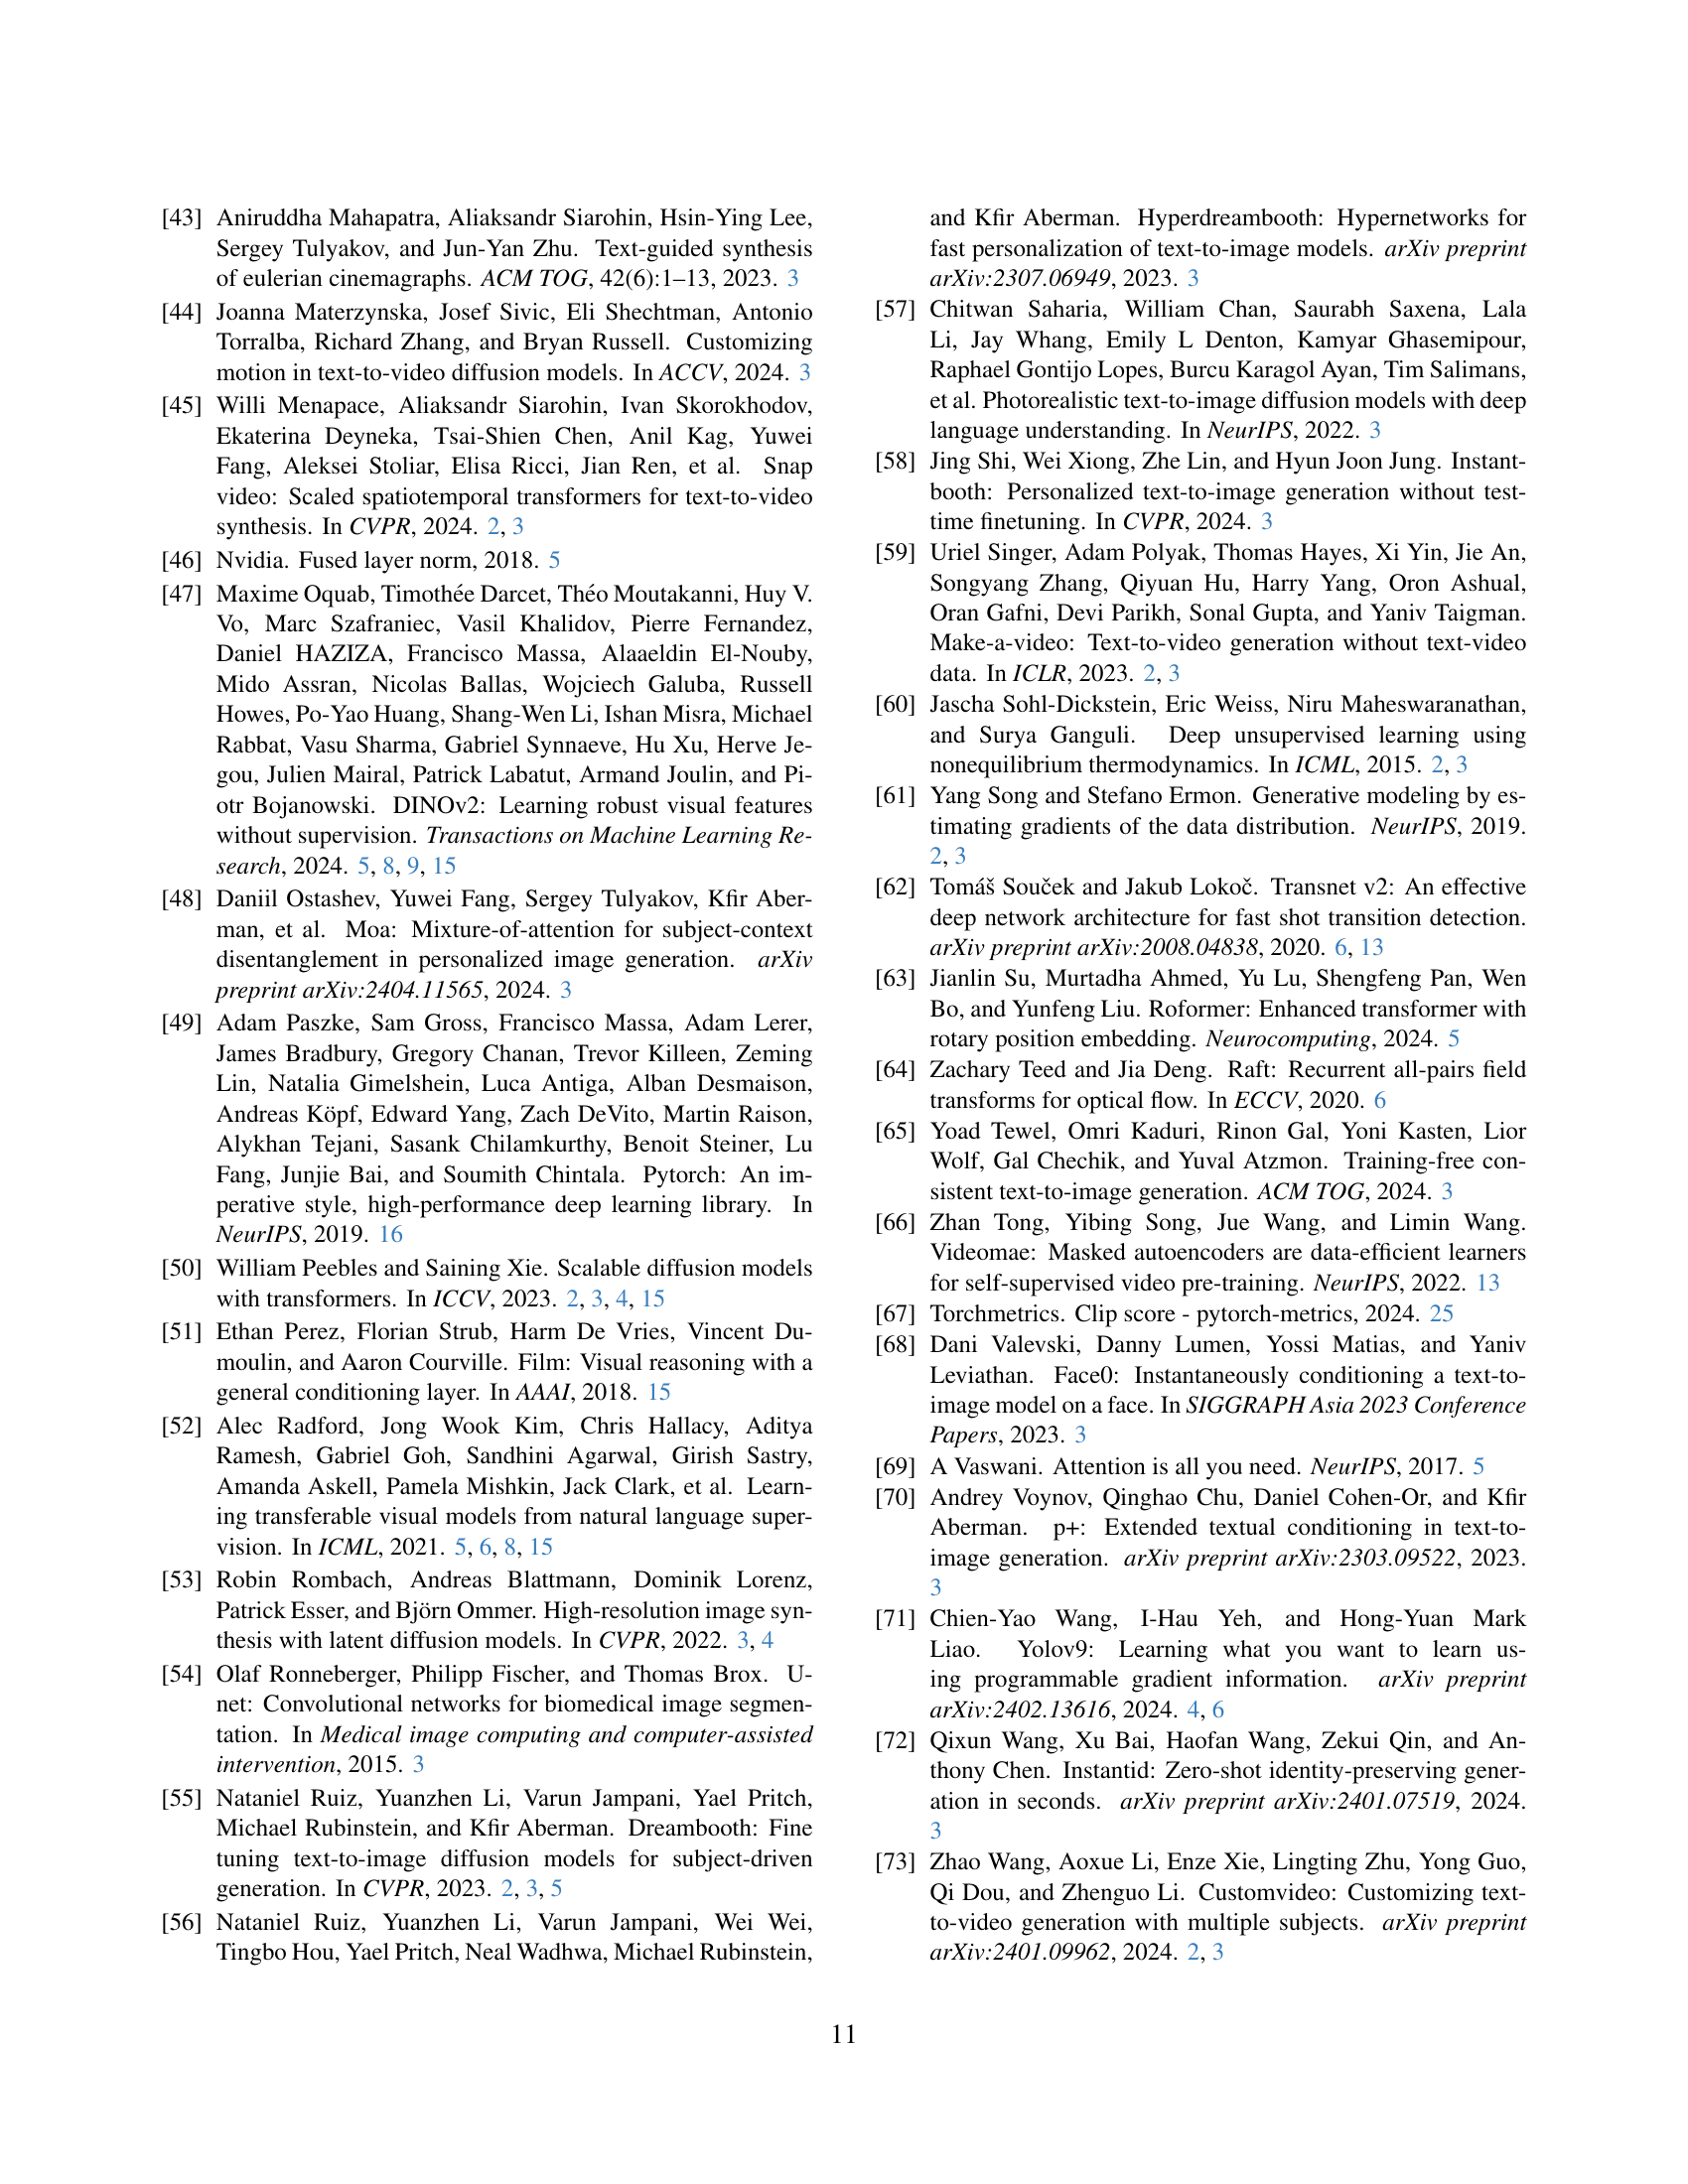 [43] Aniruddha Mahapatra, Aliaksandr Siarohin, Hsin-Ying Lee,
Sergey Tulyakov, and Jun-Yan Zhu. Text-guided synthesis
of eulerian cinemagraphs. ACM TOG, 42(6):1–13, 2023. 3
[44] Joanna Materzynska, Josef Sivic, Eli Shechtman, Antonio
Torralba, Richard Zhang, and Bryan Russell. Customizing
motion in text-to-video diffusion models. In ACCV, 2024. 3
[45] Willi Menapace, Aliaksandr Siarohin, Ivan Skorokhodov,
Ekaterina Deyneka, Tsai-Shien Chen, Anil Kag, Yuwei
Fang, Aleksei Stoliar, Elisa Ricci, Jian Ren, et al. Snap
video: Scaled spatiotemporal transformers for text-to-video
synthesis. In CVPR, 2024. 2, 3
[46] Nvidia. Fused layer norm, 2018. 5
[47] Maxime Oquab, Timothée Darcet, Théo Moutakanni, Huy V.
Vo, Marc Szafraniec, Vasil Khalidov, Pierre Fernandez,
Daniel HAZIZA, Francisco Massa, Alaaeldin El-Nouby,
Mido Assran, Nicolas Ballas, Wojciech Galuba, Russell
Howes, Po-Yao Huang, Shang-Wen Li, Ishan Misra, Michael
Rabbat, Vasu Sharma, Gabriel Synnaeve, Hu Xu, Herve Je-
gou, Julien Mairal, Patrick Labatut, Armand Joulin, and Pi-
otr Bojanowski. DINOv2: Learning robust visual features
without supervision. Transactions on Machine Learning Re-
search, 2024. 5, 8, 9, 15
[48] Daniil Ostashev, Yuwei Fang, Sergey Tulyakov, Kfir Aber-
man, et al. Moa: Mixture-of-attention for subject-context
disentanglement in personalized image generation. arXiv
preprint arXiv:2404.11565, 2024. 3
[49] Adam Paszke, Sam Gross, Francisco Massa, Adam Lerer,
James Bradbury, Gregory Chanan, Trevor Killeen, Zeming
Lin, Natalia Gimelshein, Luca Antiga, Alban Desmaison,
Andreas Köpf, Edward Yang, Zach DeVito, Martin Raison,
Alykhan Tejani, Sasank Chilamkurthy, Benoit Steiner, Lu
Fang, Junjie Bai, and Soumith Chintala. Pytorch: An im-
perative style, high-performance deep learning library. In
NeurIPS, 2019. 16
[50] William Peebles and Saining Xie. Scalable diffusion models
with transformers. In ICCV, 2023. 2, 3, 4, 15
[51] Ethan Perez, Florian Strub, Harm De Vries, Vincent Du-
moulin, and Aaron Courville. Film: Visual reasoning with a
general conditioning layer. In AAAI, 2018. 15
[52] Alec Radford, Jong Wook Kim, Chris Hallacy, Aditya
Ramesh, Gabriel Goh, Sandhini Agarwal, Girish Sastry,
Amanda Askell, Pamela Mishkin, Jack Clark, et al. Learn-
ing transferable visual models from natural language super-
vision. In ICML, 2021. 5, 6, 8, 15
[53] Robin Rombach, Andreas Blattmann, Dominik Lorenz,
Patrick Esser, and Björn Ommer. High-resolution image syn-
thesis with latent diffusion models. In CVPR, 2022. 3, 4
[54] Olaf Ronneberger, Philipp Fischer, and Thomas Brox. U-
net: Convolutional networks for biomedical image segmen-
tation. In Medical image computing and computer-assisted
intervention, 2015. 3
[55] Nataniel Ruiz, Yuanzhen Li, Varun Jampani, Yael Pritch,
Michael Rubinstein, and Kfir Aberman. Dreambooth: Fine
tuning text-to-image diffusion models for subject-driven
generation. In CVPR, 2023. 2, 3, 5
[56] Nataniel Ruiz, Yuanzhen Li, Varun Jampani, Wei Wei,
Tingbo Hou, Yael Pritch, Neal Wadhwa, Michael Rubinstein,
and Kfir Aberman. Hyperdreambooth: Hypernetworks for
fast personalization of text-to-image models. arXiv preprint
arXiv:2307.06949, 2023. 3
[57] Chitwan Saharia, William Chan, Saurabh Saxena, Lala
Li, Jay Whang, Emily L Denton, Kamyar Ghasemipour,
Raphael Gontijo Lopes, Burcu Karagol Ayan, Tim Salimans,
et al. Photorealistic text-to-image diffusion models with deep
language understanding. In NeurIPS, 2022. 3
[58] Jing Shi, Wei Xiong, Zhe Lin, and Hyun Joon Jung. Instant-
booth: Personalized text-to-image generation without test-
time finetuning. In CVPR, 2024. 3
[59] Uriel Singer, Adam Polyak, Thomas Hayes, Xi Yin, Jie An,
Songyang Zhang, Qiyuan Hu, Harry Yang, Oron Ashual,
Oran Gafni, Devi Parikh, Sonal Gupta, and Yaniv Taigman.
Make-a-video: Text-to-video generation without text-video
data. In ICLR, 2023. 2, 3
[60] Jascha Sohl-Dickstein, Eric Weiss, Niru Maheswaranathan,
and Surya Ganguli. Deep unsupervised learning using
nonequilibrium thermodynamics. In ICML, 2015. 2, 3
[61] Yang Song and Stefano Ermon. Generative modeling by es-
timating gradients of the data distribution. NeurIPS, 2019.
2, 3
[62] Tomáš Souček and Jakub Lokoč. Transnet v2: An effective
deep network architecture for fast shot transition detection.
arXiv preprint arXiv:2008.04838, 2020. 6, 13
[63] Jianlin Su, Murtadha Ahmed, Yu Lu, Shengfeng Pan, Wen
Bo, and Yunfeng Liu. Roformer: Enhanced transformer with
rotary position embedding. Neurocomputing, 2024. 5
[64] Zachary Teed and Jia Deng. Raft: Recurrent all-pairs field
transforms for optical flow. In ECCV, 2020. 6
[65] Yoad Tewel, Omri Kaduri, Rinon Gal, Yoni Kasten, Lior
Wolf, Gal Chechik, and Yuval Atzmon. Training-free con-
sistent text-to-image generation. ACM TOG, 2024. 3
[66] Zhan Tong, Yibing Song, Jue Wang, and Limin Wang.
Videomae: Masked autoencoders are data-efficient learners
for self-supervised video pre-training. NeurIPS, 2022. 13
[67] Torchmetrics. Clip score - pytorch-metrics, 2024. 25
[68] Dani Valevski, Danny Lumen, Yossi Matias, and Yaniv
Leviathan. Face0: Instantaneously conditioning a text-to-
image model on a face. In SIGGRAPH Asia 2023 Conference
Papers, 2023. 3
[69] A Vaswani. Attention is all you need. NeurIPS, 2017. 5
[70] Andrey Voynov, Qinghao Chu, Daniel Cohen-Or, and Kfir
Aberman. p+: Extended textual conditioning in text-to-
image generation. arXiv preprint arXiv:2303.09522, 2023.
3
[71] Chien-Yao Wang, I-Hau Yeh, and Hong-Yuan Mark
Liao. Yolov9: Learning what you want to learn us-
ing programmable gradient information. arXiv preprint
arXiv:2402.13616, 2024. 4, 6
[72] Qixun Wang, Xu Bai, Haofan Wang, Zekui Qin, and An-
thony Chen. Instantid: Zero-shot identity-preserving gener-
ation in seconds. arXiv preprint arXiv:2401.07519, 2024.
3
[73] Zhao Wang, Aoxue Li, Enze Xie, Lingting Zhu, Yong Guo,
Qi Dou, and Zhenguo Li. Customvideo: Customizing text-
to-video generation with multiple subjects. arXiv preprint
arXiv:2401.09962, 2024. 2, 3
11